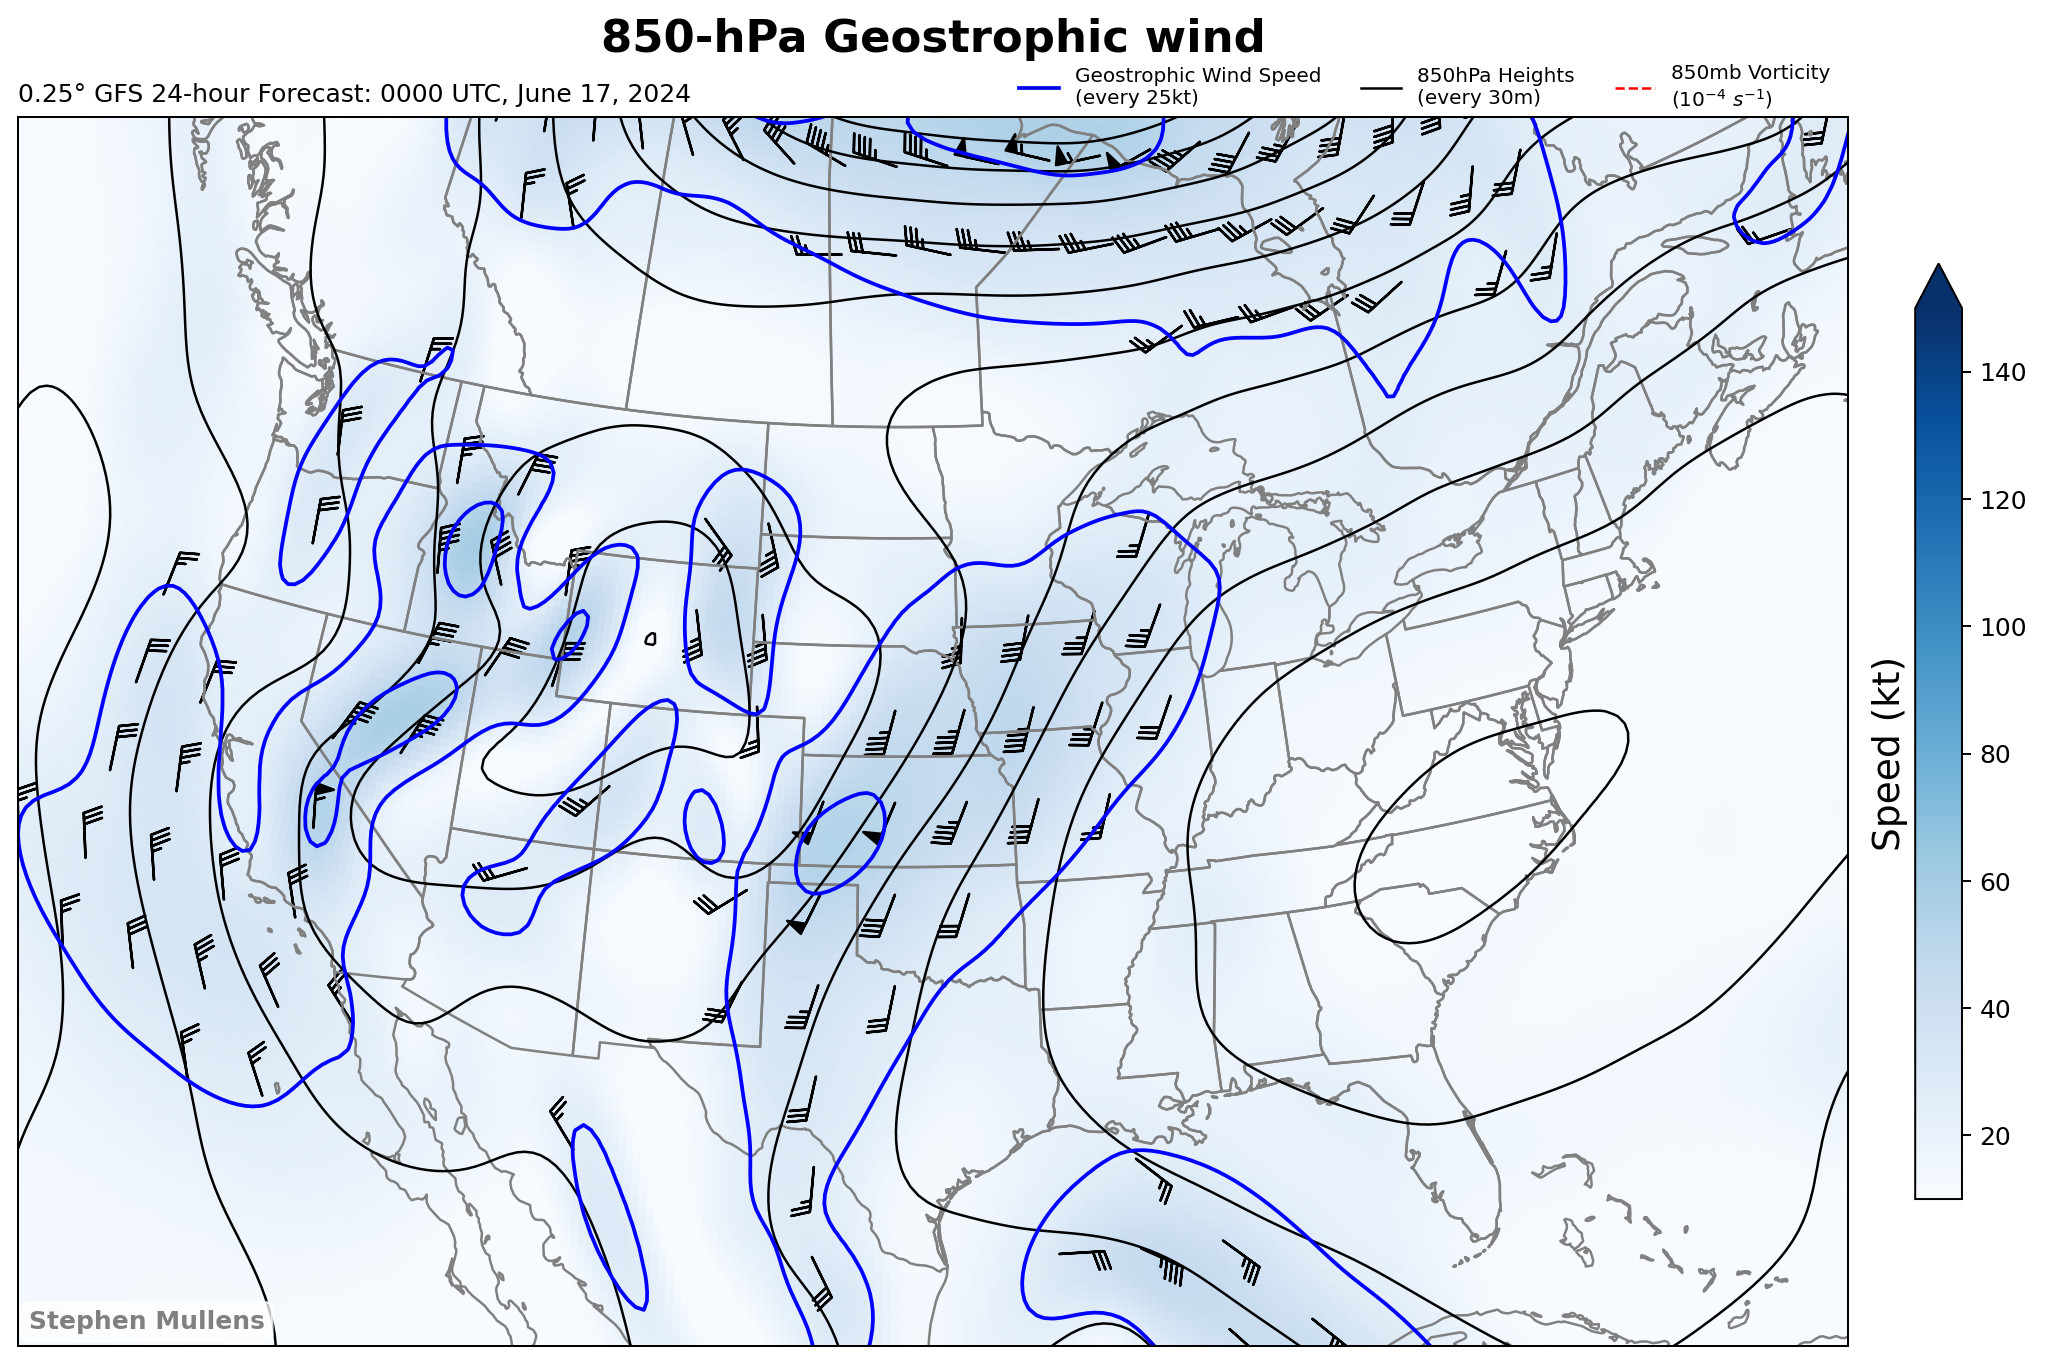 850-hPa Geostrophic wind
0.25° GFS 24-hour Forecast: 0000 UTC, June 17, 2024
Geostrophic Wind Speed
(every 25kt)
850hPa Heights
(every 30m)
850mb Vorticity
(10⁻⁴ s⁻¹)
140
120
100
80
60
40
20
Speed (kt)
Stephen Mullens